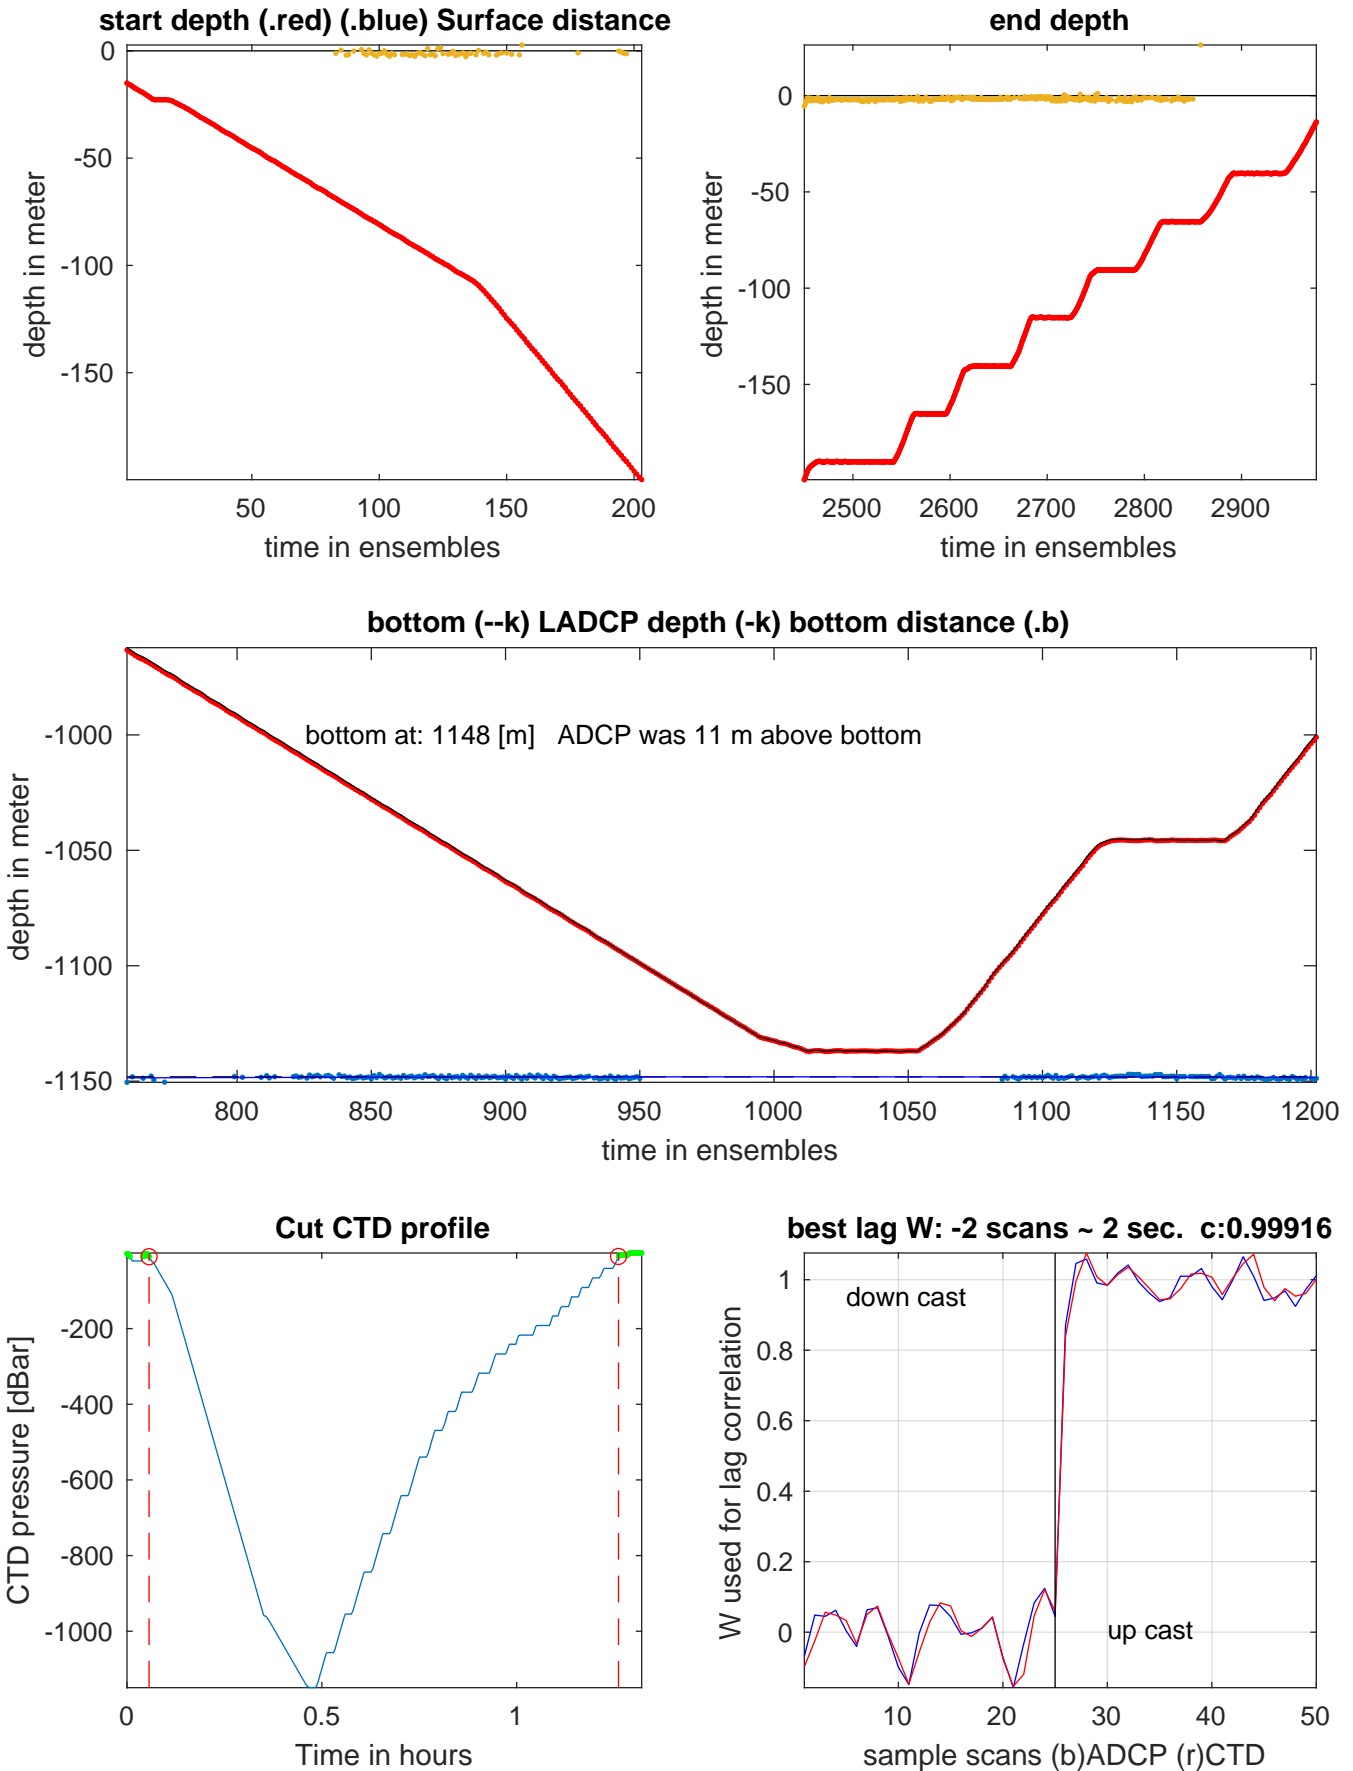 start depth (.red) (.blue) Surface distance
0
-50
-100
-150
depth in meter
50
100
150
200
time in ensembles
end depth
0
-50
-100
-150
depth in meter
2500
2600
2700
2800
2900
time in ensembles
bottom (--k) LADCP depth (-k) bottom distance (.b)
bottom at: 1148 [m]   ADCP was 11 m above bottom
-1000
-1050
-1100
-1150
depth in meter
800
850
900
950
1000
1050
1100
1150
1200
time in ensembles
Cut CTD profile
-200
-400
-600
-800
-1000
CTD pressure [dBar]
0
0.5
1
Time in hours
best lag W: -2 scans ~ 2 sec.  c:0.99916
1
0.8
0.6
0.4
0.2
0
W used for lag correlation
down cast
up cast
10
20
30
40
50
sample scans (b)ADCP (r)CTD